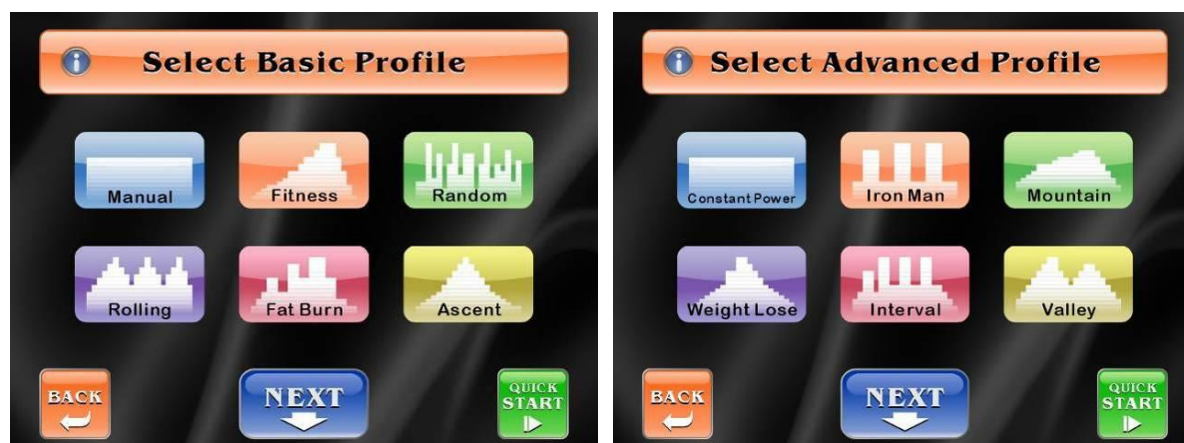 Select Basic Profile
Manual
Fitness
Random
Rolling
Fat Burn
Ascent
BACK
NEXT
QUICK
START
Select Advanced Profile
Constant Power
Iron Man
Mountain
Weight Lose
Interval
Valley
BACK
NEXT
QUICK
START